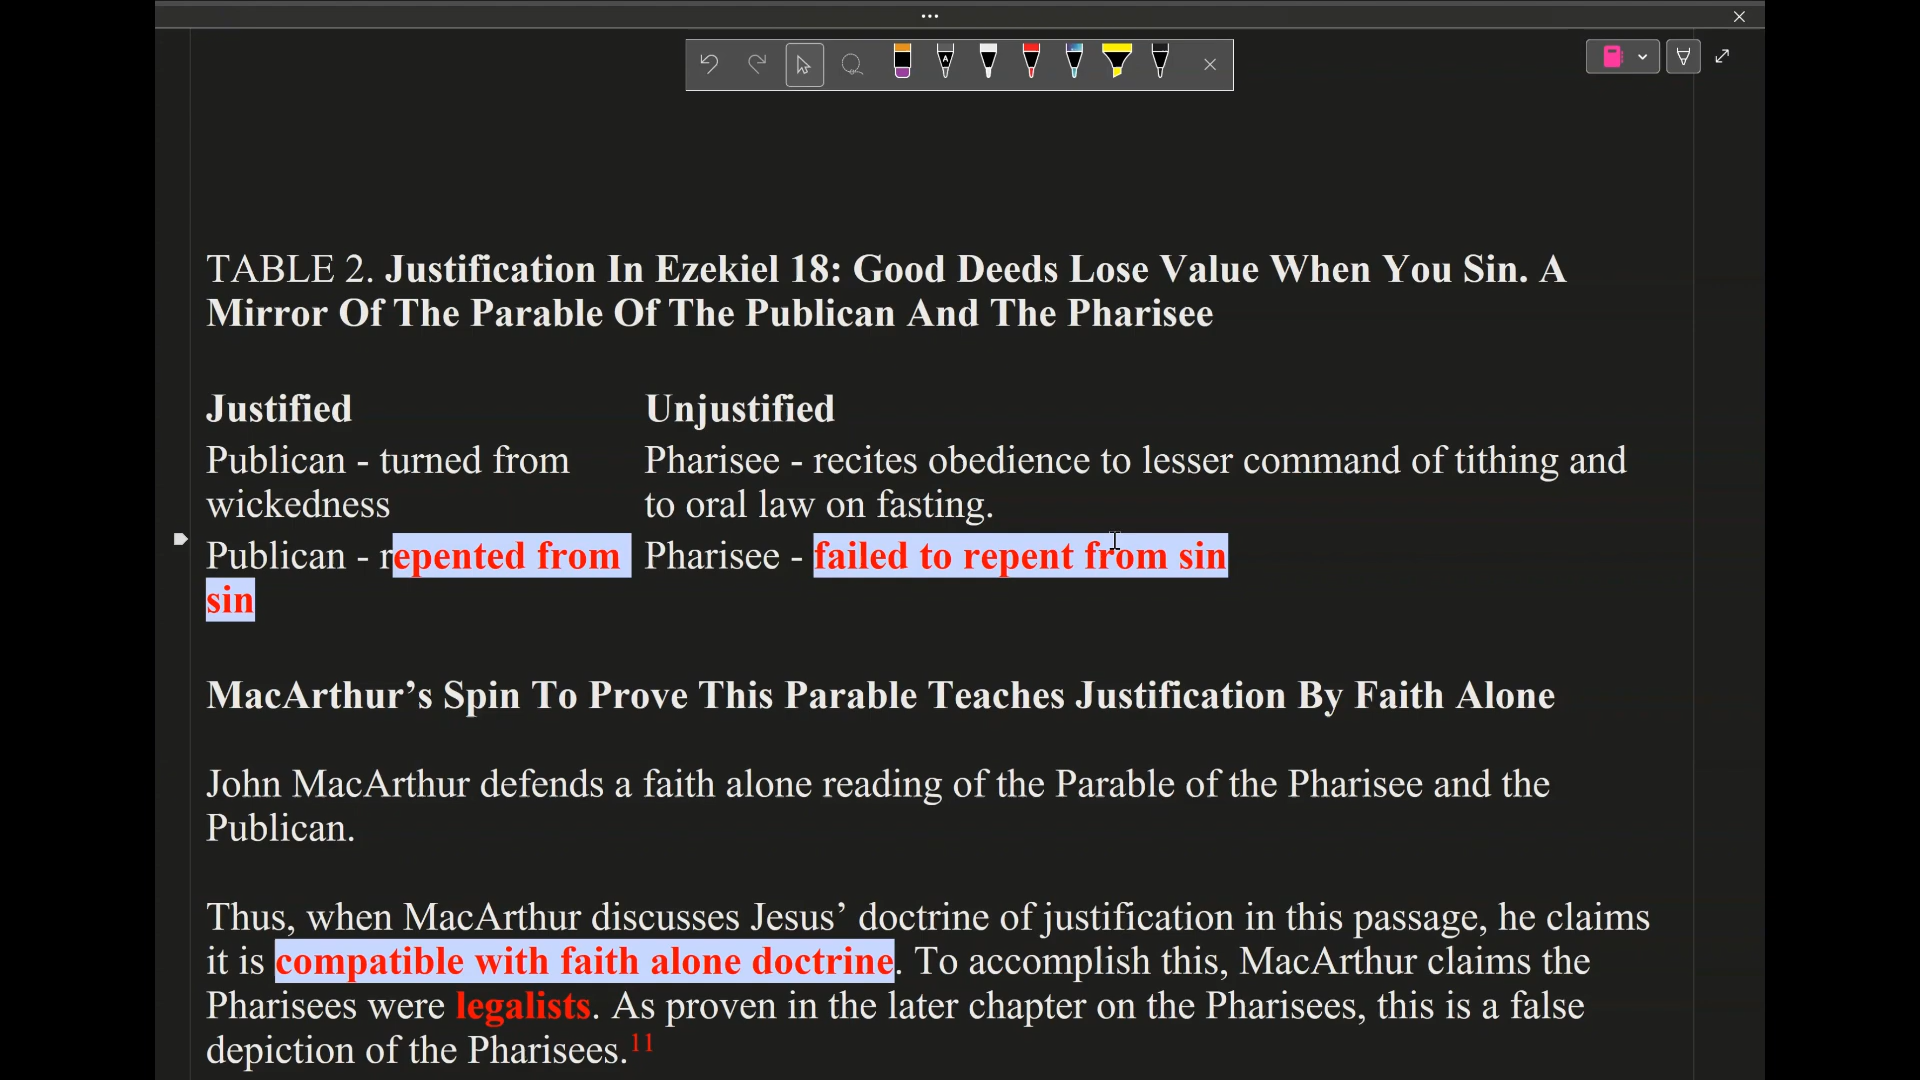 TABLE 2. Justification In Ezekiel 18: Good Deeds Lose Value When You Sin. A
Mirror Of The Parable Of The Publican And The Pharisee
Justified
Unjustified
Publican - turned from
wickedness
Pharisee - recites obedience to lesser command of tithing and
to oral law on fasting.
Publican - repented from
sin
Pharisee - failed to repent from sin
MacArthur’s Spin To Prove This Parable Teaches Justification By Faith Alone
John MacArthur defends a faith alone reading of the Parable of the Pharisee and the
Publican.
Thus, when MacArthur discusses Jesus’ doctrine of justification in this passage, he claims
it is compatible with faith alone doctrine. To accomplish this, MacArthur claims the
Pharisees were legalists. As proven in the later chapter on the Pharisees, this is a false
depiction of the Pharisees.11